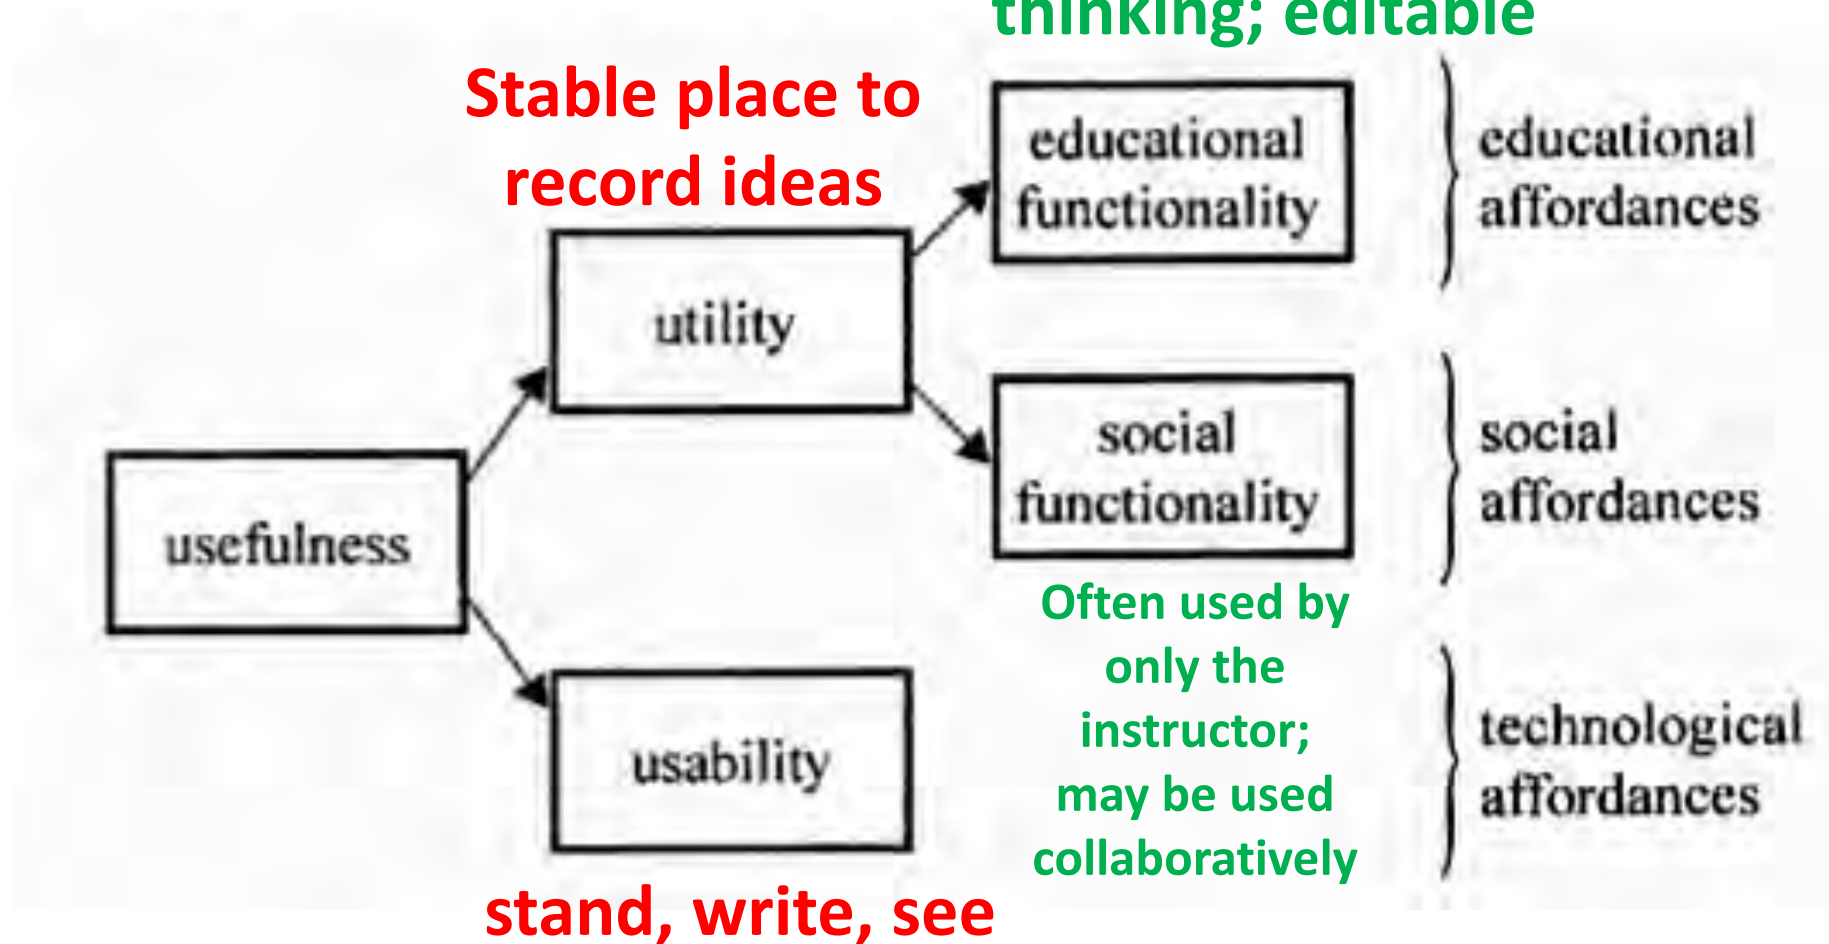 thinking; editable
Stable place to
record ideas
educational
functionality
educational
affordances
utility
social
functionality
social
affordances
usefulness
Often used by
only the
instructor;
may be used
collaboratively
usability
technological
affordances
stand, write, see